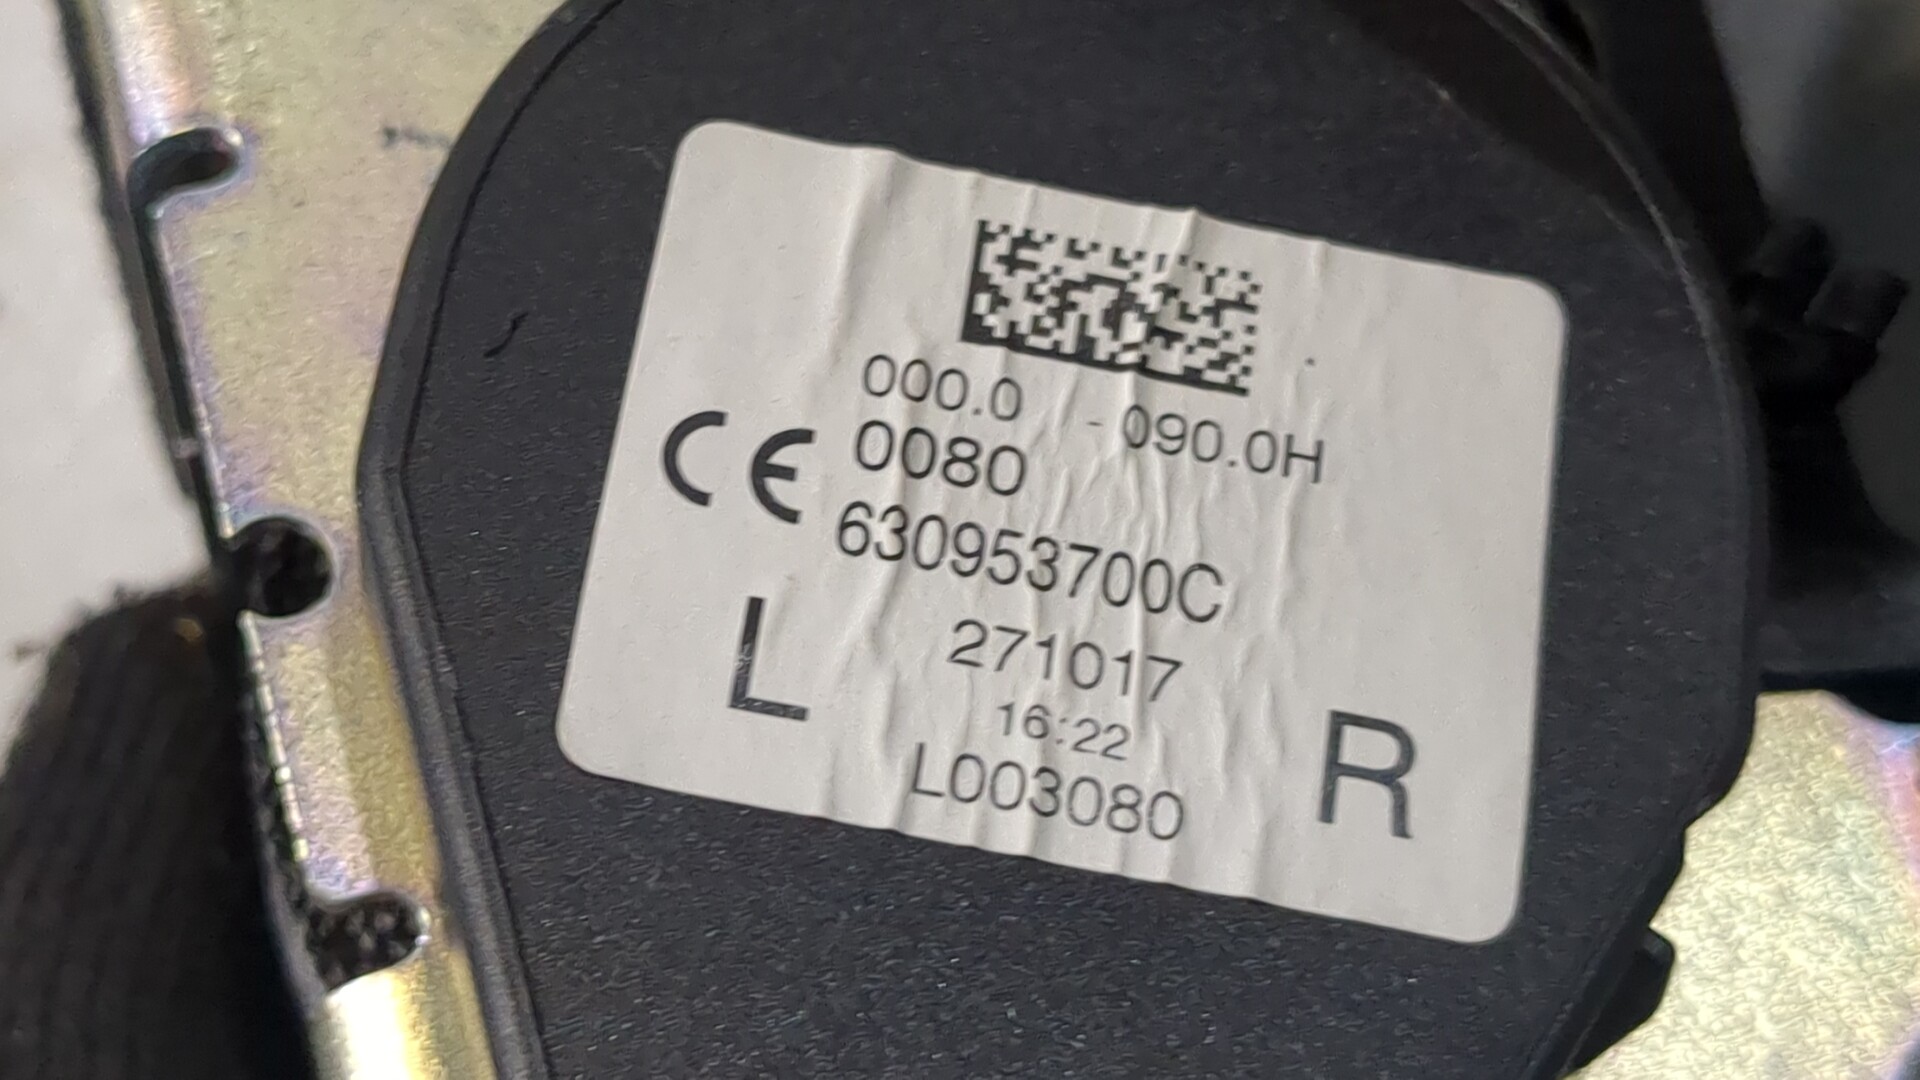 000.0 - 090.0H
CE 0080
630953700C
271017
L 16:22 R
L003080